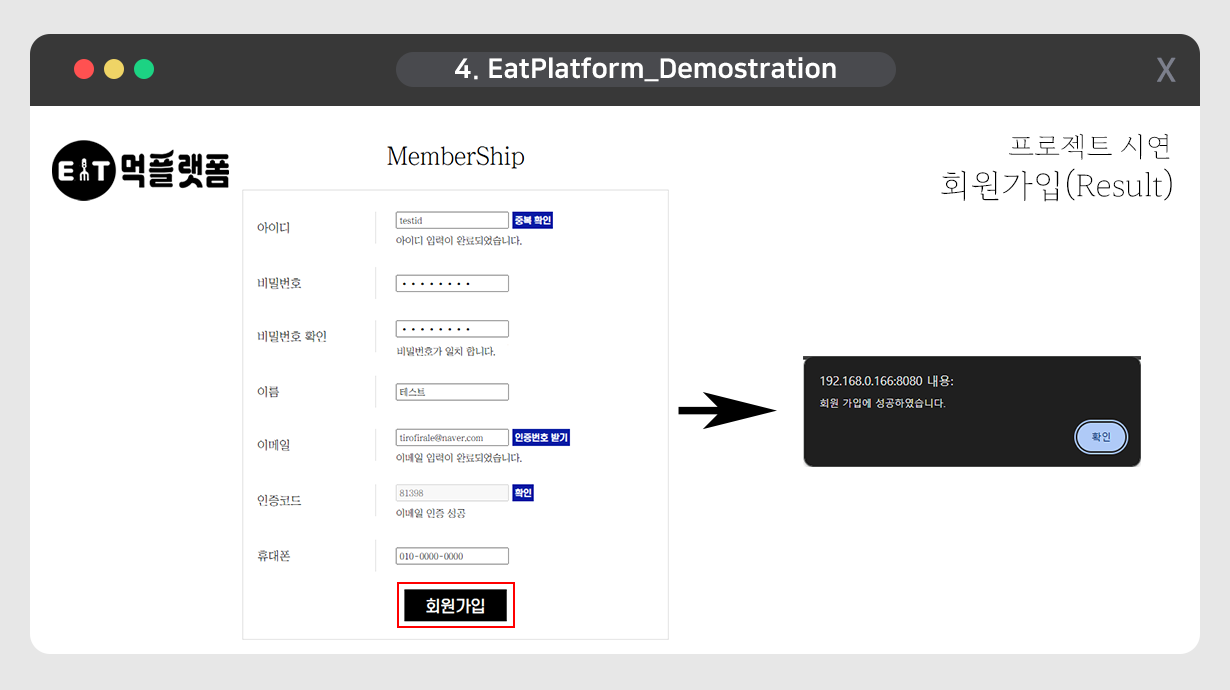 4. EatPlatform_Demostration
X
EAT 먹플랫폼
MemberShip
프로젝트 시연
회원가입(Result)
아이디
testid
중복 확인
아이디 입력이 완료되었습니다.
비밀번호
비밀번호 확인
비밀번호가 일치 합니다.
이름
테스트
이메일
tirofirale@naver.com
인증번호 받기
이메일 입력이 완료되었습니다.
인증코드
81398
확인
이메일 인증 성공
휴대폰
010-0000-0000
회원가입
192.168.0.166:8080 내용:
회원 가입에 성공하였습니다.
확인